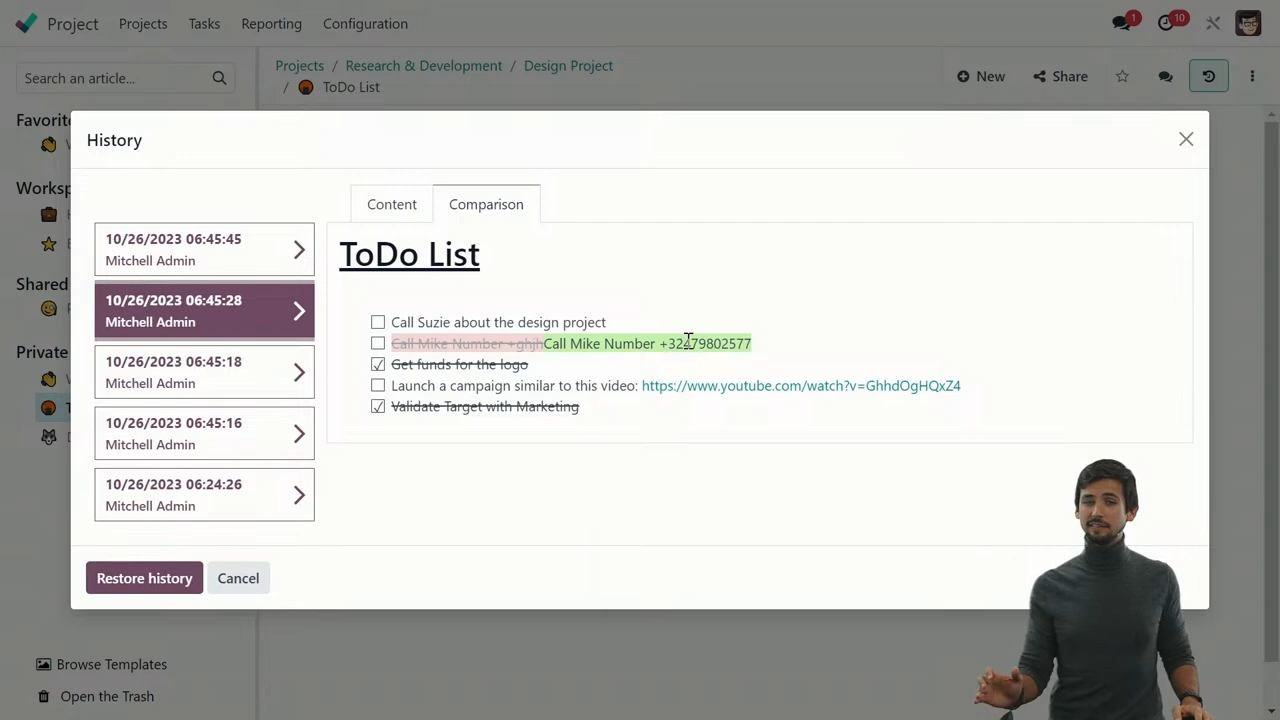 Project Projects Tasks Reporting Configuration 1 10
Search an article...
Projects / Research & Development / Design Project
/ ToDo List
New Share
Favorite
Worksp
Shared
Private
History
Content Comparison
10/26/2023 06:45:45
Mitchell Admin
10/26/2023 06:45:28
Mitchell Admin
10/26/2023 06:45:18
Mitchell Admin
10/26/2023 06:45:16
Mitchell Admin
10/26/2023 06:24:26
Mitchell Admin
ToDo List
Call Suzie about the design project
Call Mike Number +ghjhCall Mike Number +32479802577
Get funds for the logo
Launch a campaign similar to this video: https://www.youtube.com/watch?v=GhhdOgHQxZ4
Validate Target with Marketing
Restore history Cancel
Browse Templates
Open the Trash